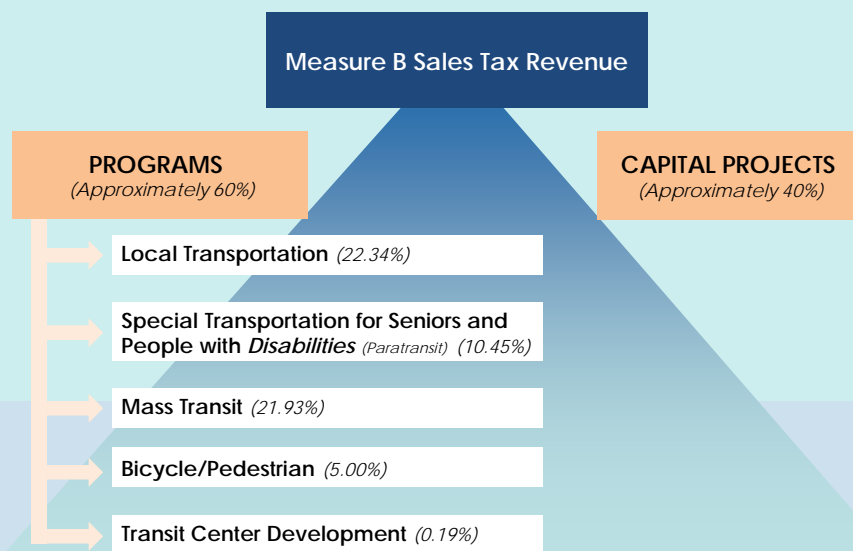 Measure B Sales Tax Revenue
PROGRAMS
(Approximately 60%)
CAPITAL PROJECTS
(Approximately 40%)
Local Transportation (22.34%)
Special Transportation for Seniors and
People with Disabilities (Paratransit) (10.45%)
Mass Transit (21.93%)
Bicycle/Pedestrian (5.00%)
Transit Center Development (0.19%)